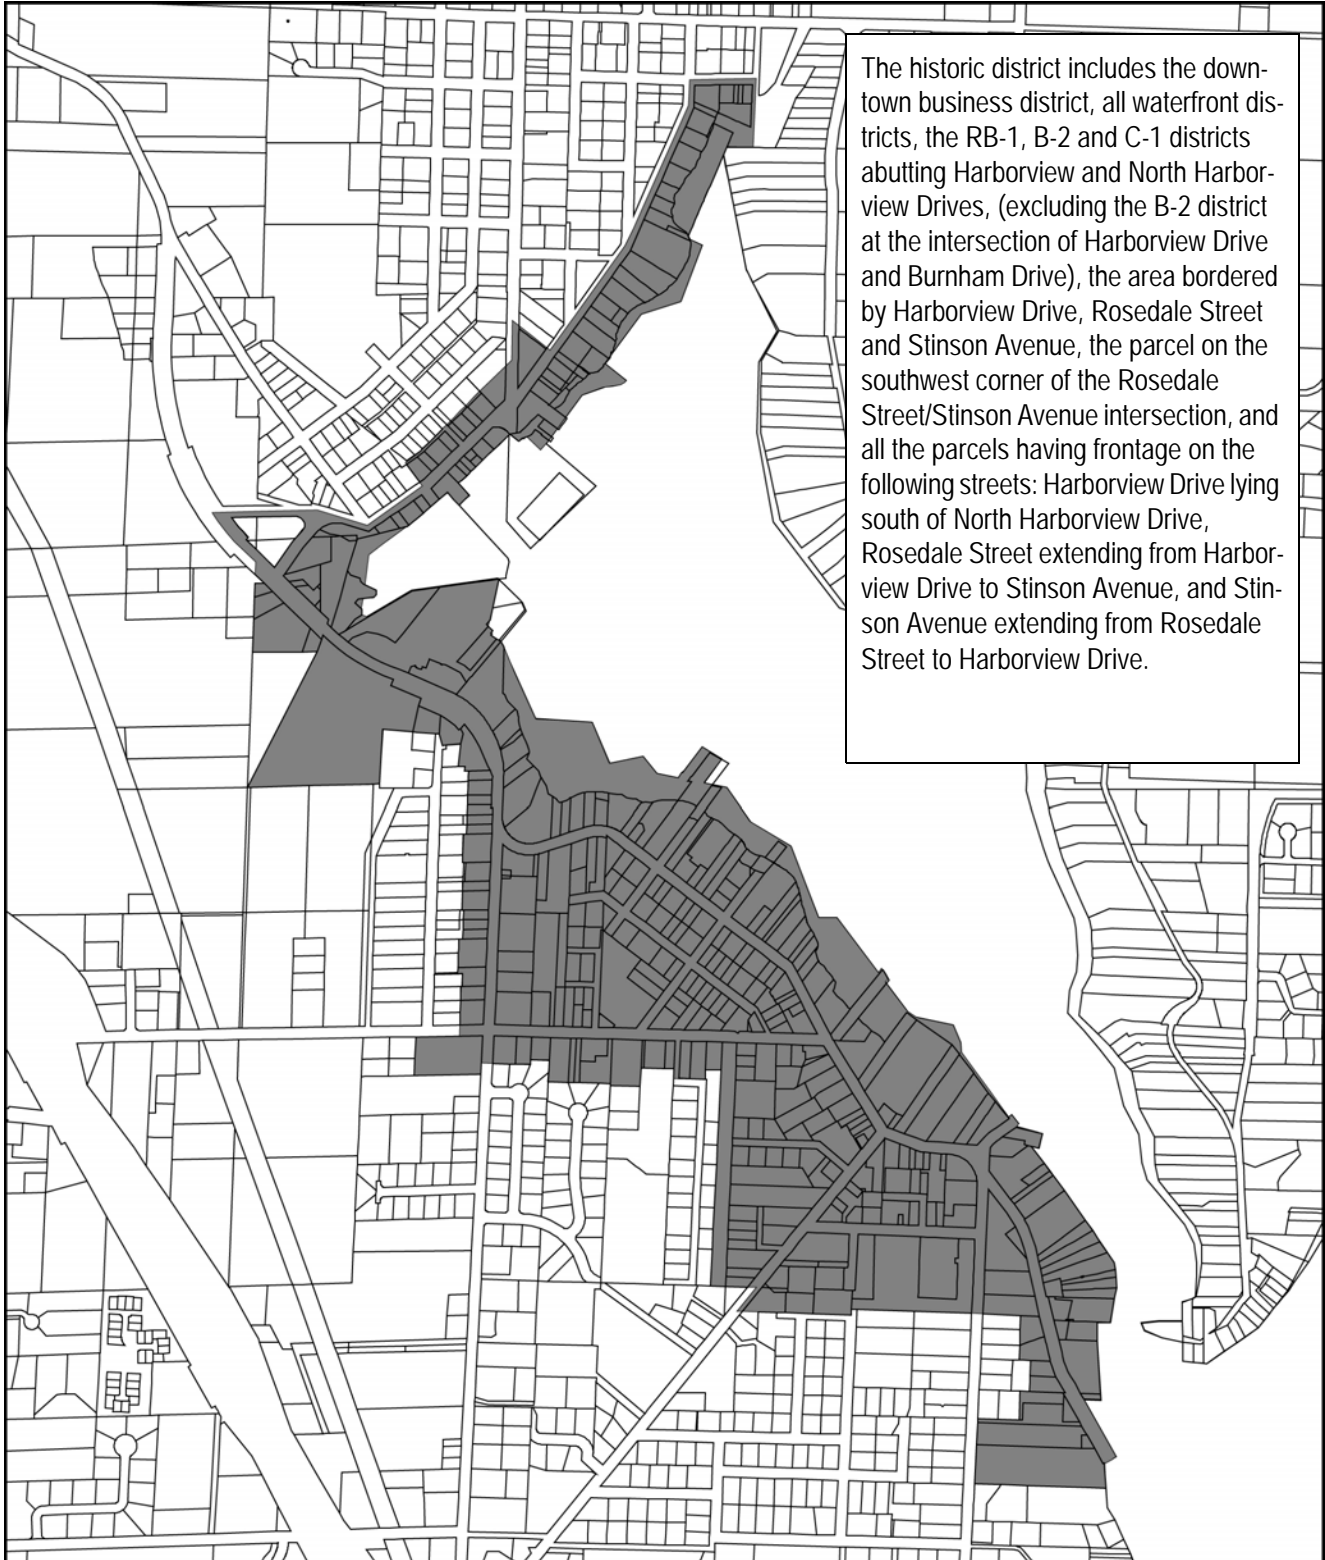 The historic district includes the down-
town business district, all waterfront dis-
tricts, the RB-1, B-2 and C-1 districts
abutting Harborview and North Harbor-
view Drives, (excluding the B-2 district
at the intersection of Harborview Drive
and Burnham Drive), the area bordered
by Harborview Drive, Rosedale Street
and Stinson Avenue, the parcel on the
southwest corner of the Rosedale
Street/Stinson Avenue intersection, and
all the parcels having frontage on the
following streets: Harborview Drive lying
south of North Harborview Drive,
Rosedale Street extending from Harbor-
view Drive to Stinson Avenue, and Stin-
son Avenue extending from Rosedale
Street to Harborview Drive.